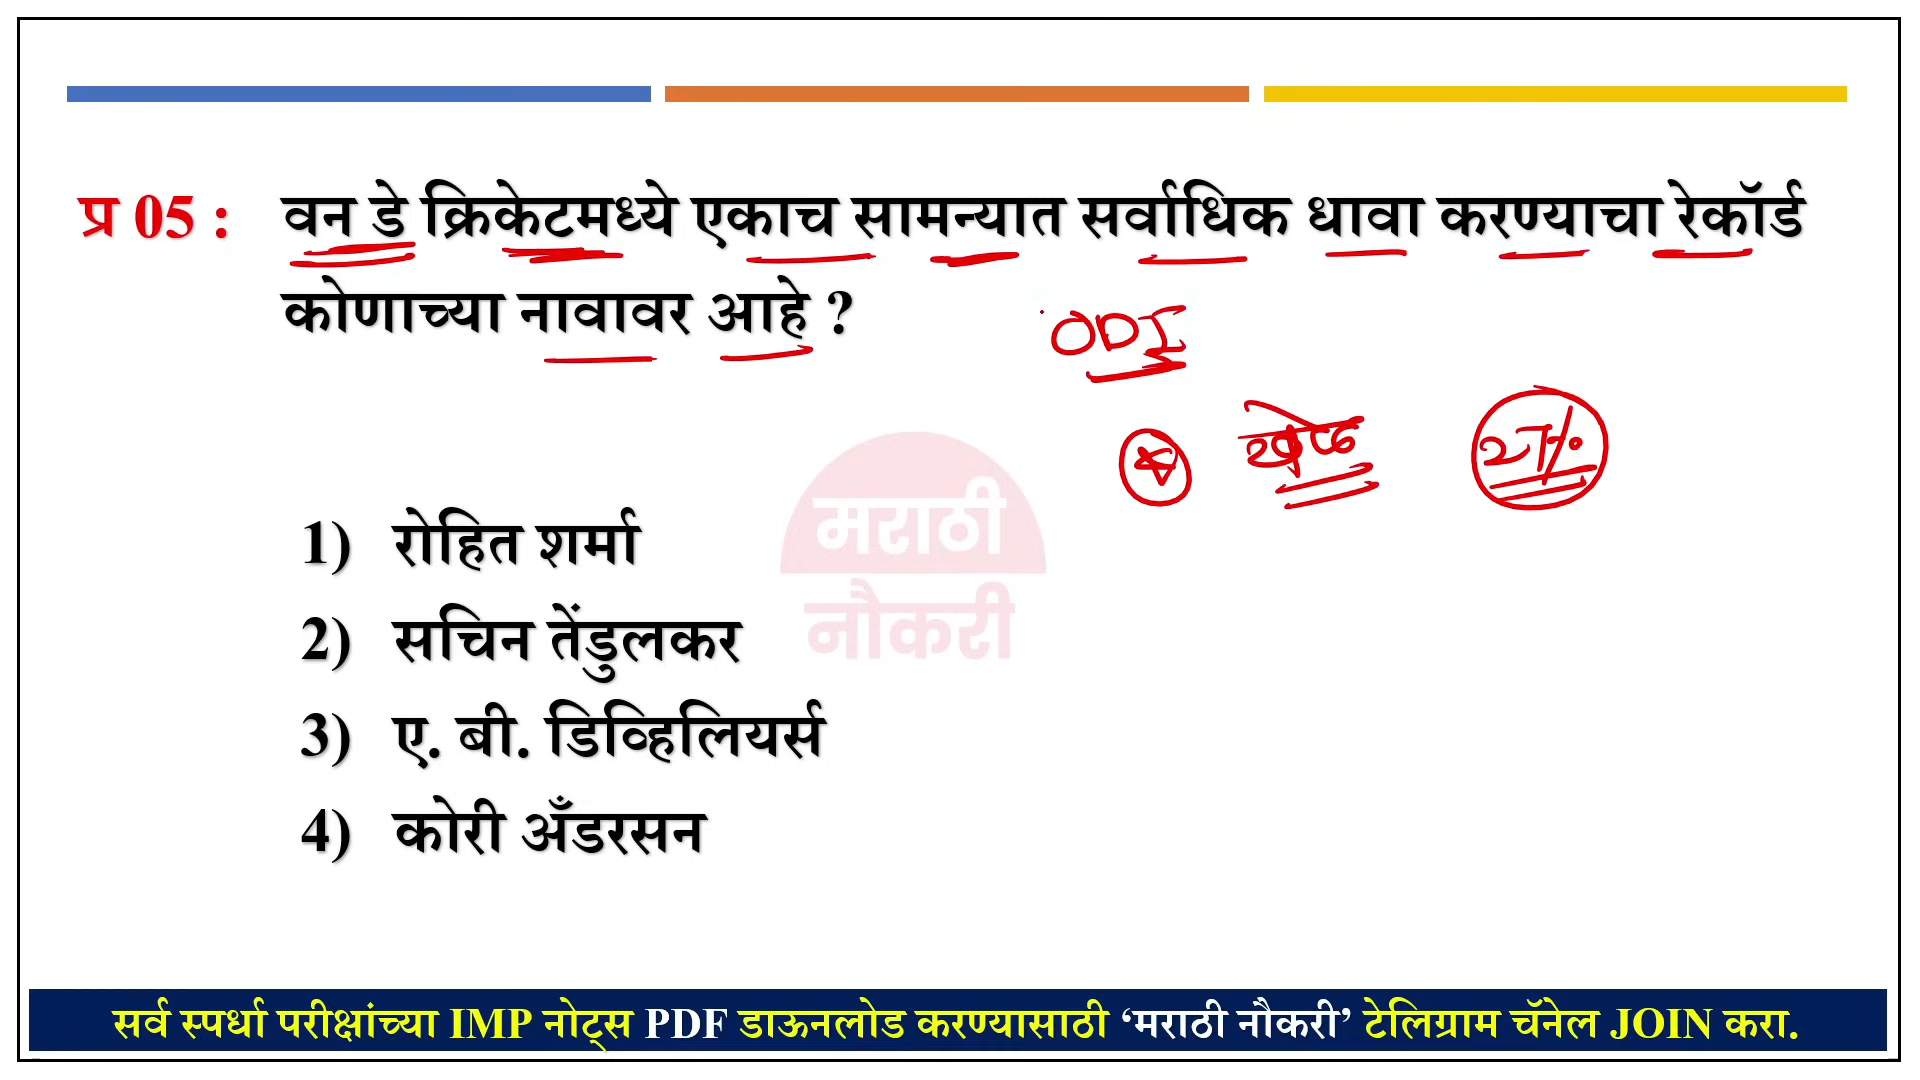 प्र 05 : वन डे क्रिकेटमध्ये एकाच सामन्यात सर्वाधिक धावा करण्याचा रेकॉर्ड
कोणाच्या नावावर आहे ?
ODI
27%
मराठी
नौकरी
1) रोहित शर्मा
2) सचिन तेंडुलकर
3) ए. बी. डिव्हिलियर्स
4) कोरी अँडरसन
सर्व स्पर्धा परीक्षांच्या IMP नोट्स PDF डाऊनलोड करण्यासाठी ‘मराठी नौकरी’ टेलिग्राम चॅनेल JOIN करा.